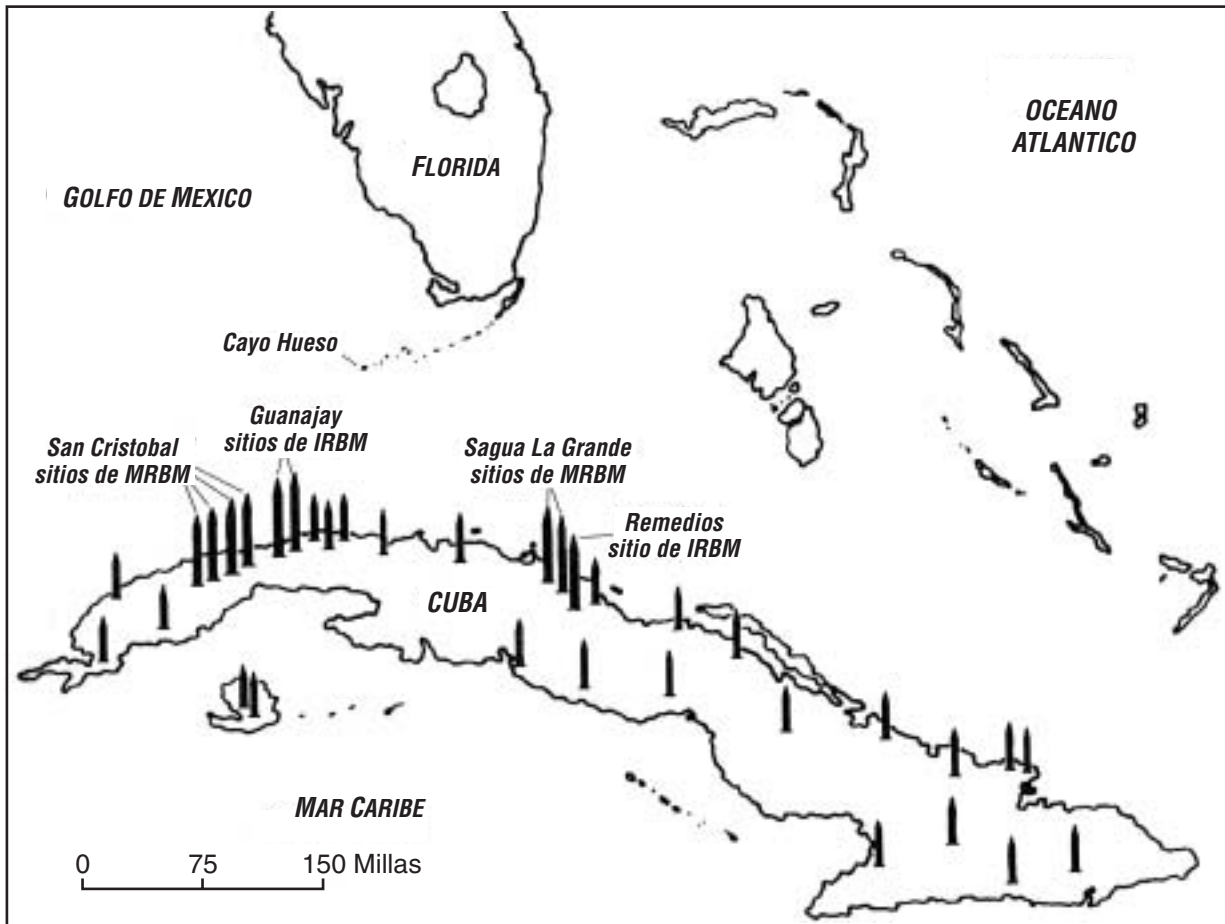 OCEANO
ATLANTICO
FLORIDA
GOLFO DE MEXICO
Cayo Hueso
Guanajay
sitios de IRBM
San Cristobal
sitios de MRBM
Sagua La Grande
sitios de MRBM
Remedios
sitio de IRBM
CUBA
MAR CARIBE
0 75 150 Millas